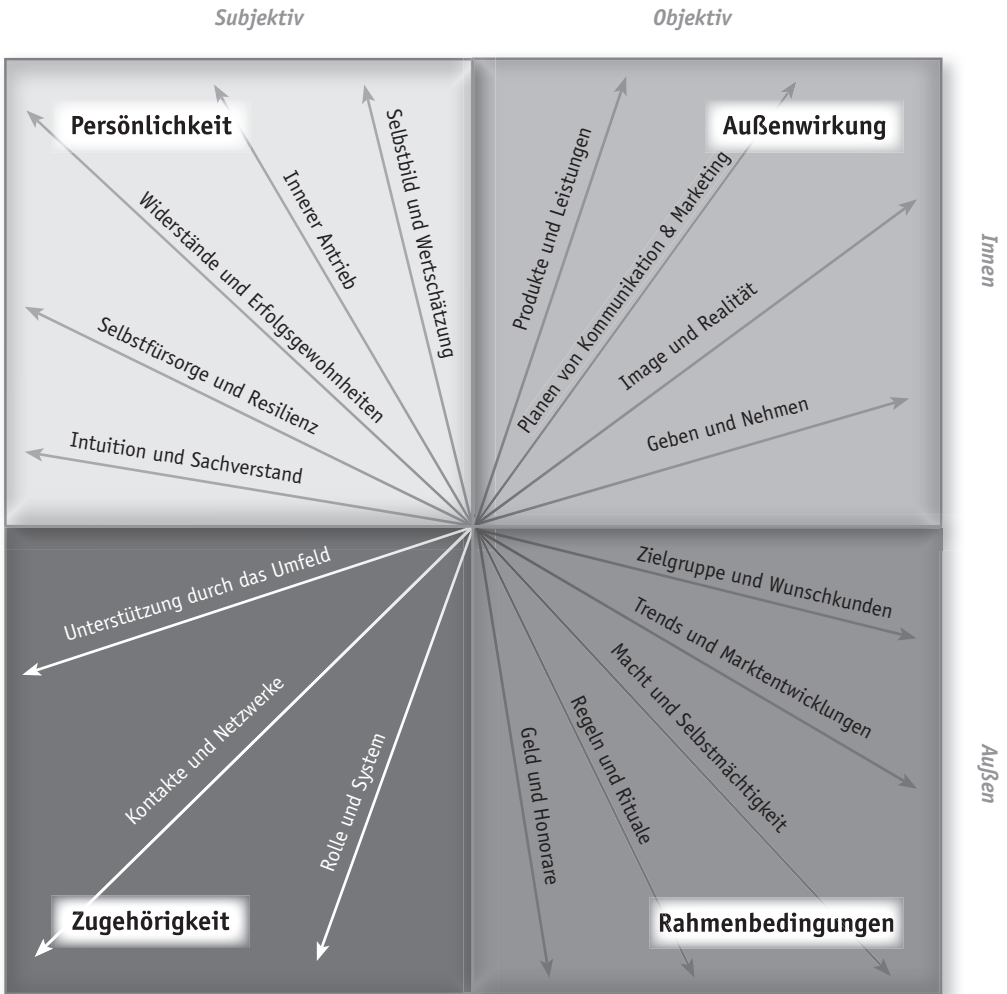 Subjektiv
Objektiv
Persönlichkeit
Widerstände und Erfolgsgewohnheiten
Innerer Antrieb
Selbstbild und Wertschätzung
Selbstfürsorge und Resilienz
Intuition und Sachverstand
Außenwirkung
Produkte und Leistungen
Planen von Kommunikation & Marketing
Image und Realität
Geben und Nehmen
Innen
Unterstützung durch das Umfeld
Kontakte und Netzwerke
Rolle und System
Zugehörigkeit
Zielgruppe und Wunschkunden
Trends und Marktentwicklungen
Macht und Selbstmächtigkeit
Regeln und Rituale
Geld und Honorare
Rahmenbedingungen
Außen